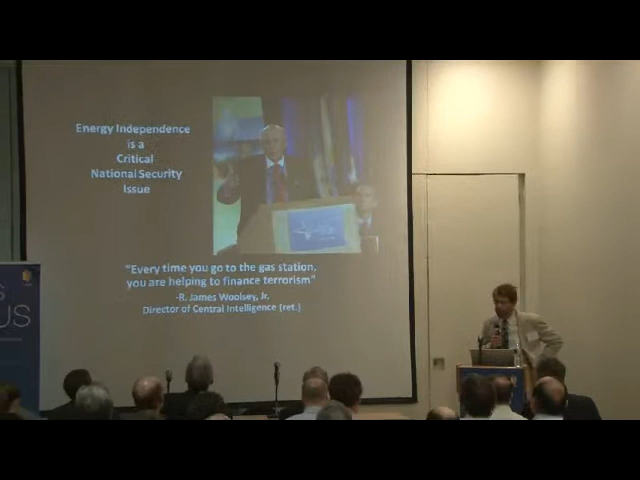 Energy Independence
is a
Critical
National Security
Issue
"Every time you go to the gas station,
you are helping to finance terrorism"
-R. James Woolsey, Jr.
Director of Central Intelligence (ret.)
US